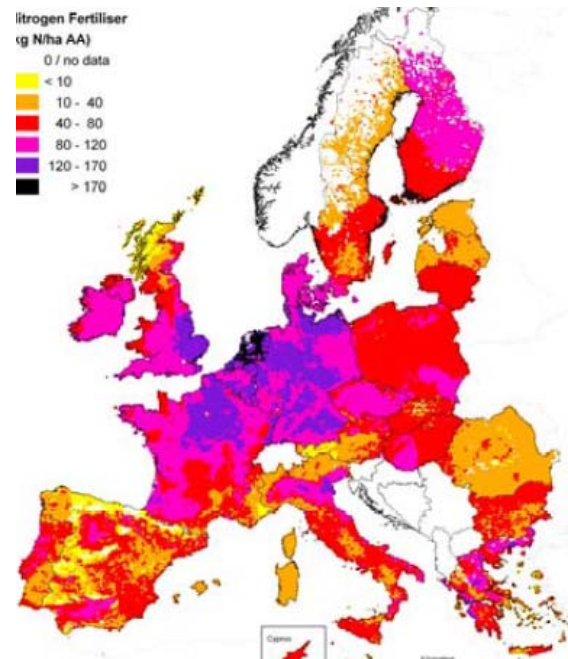 itrogen Fertiliser
kg N/ha AA)
0 / no data
< 10
10 - 40
40 - 80
80 - 120
120 - 170
> 170
Cyprus